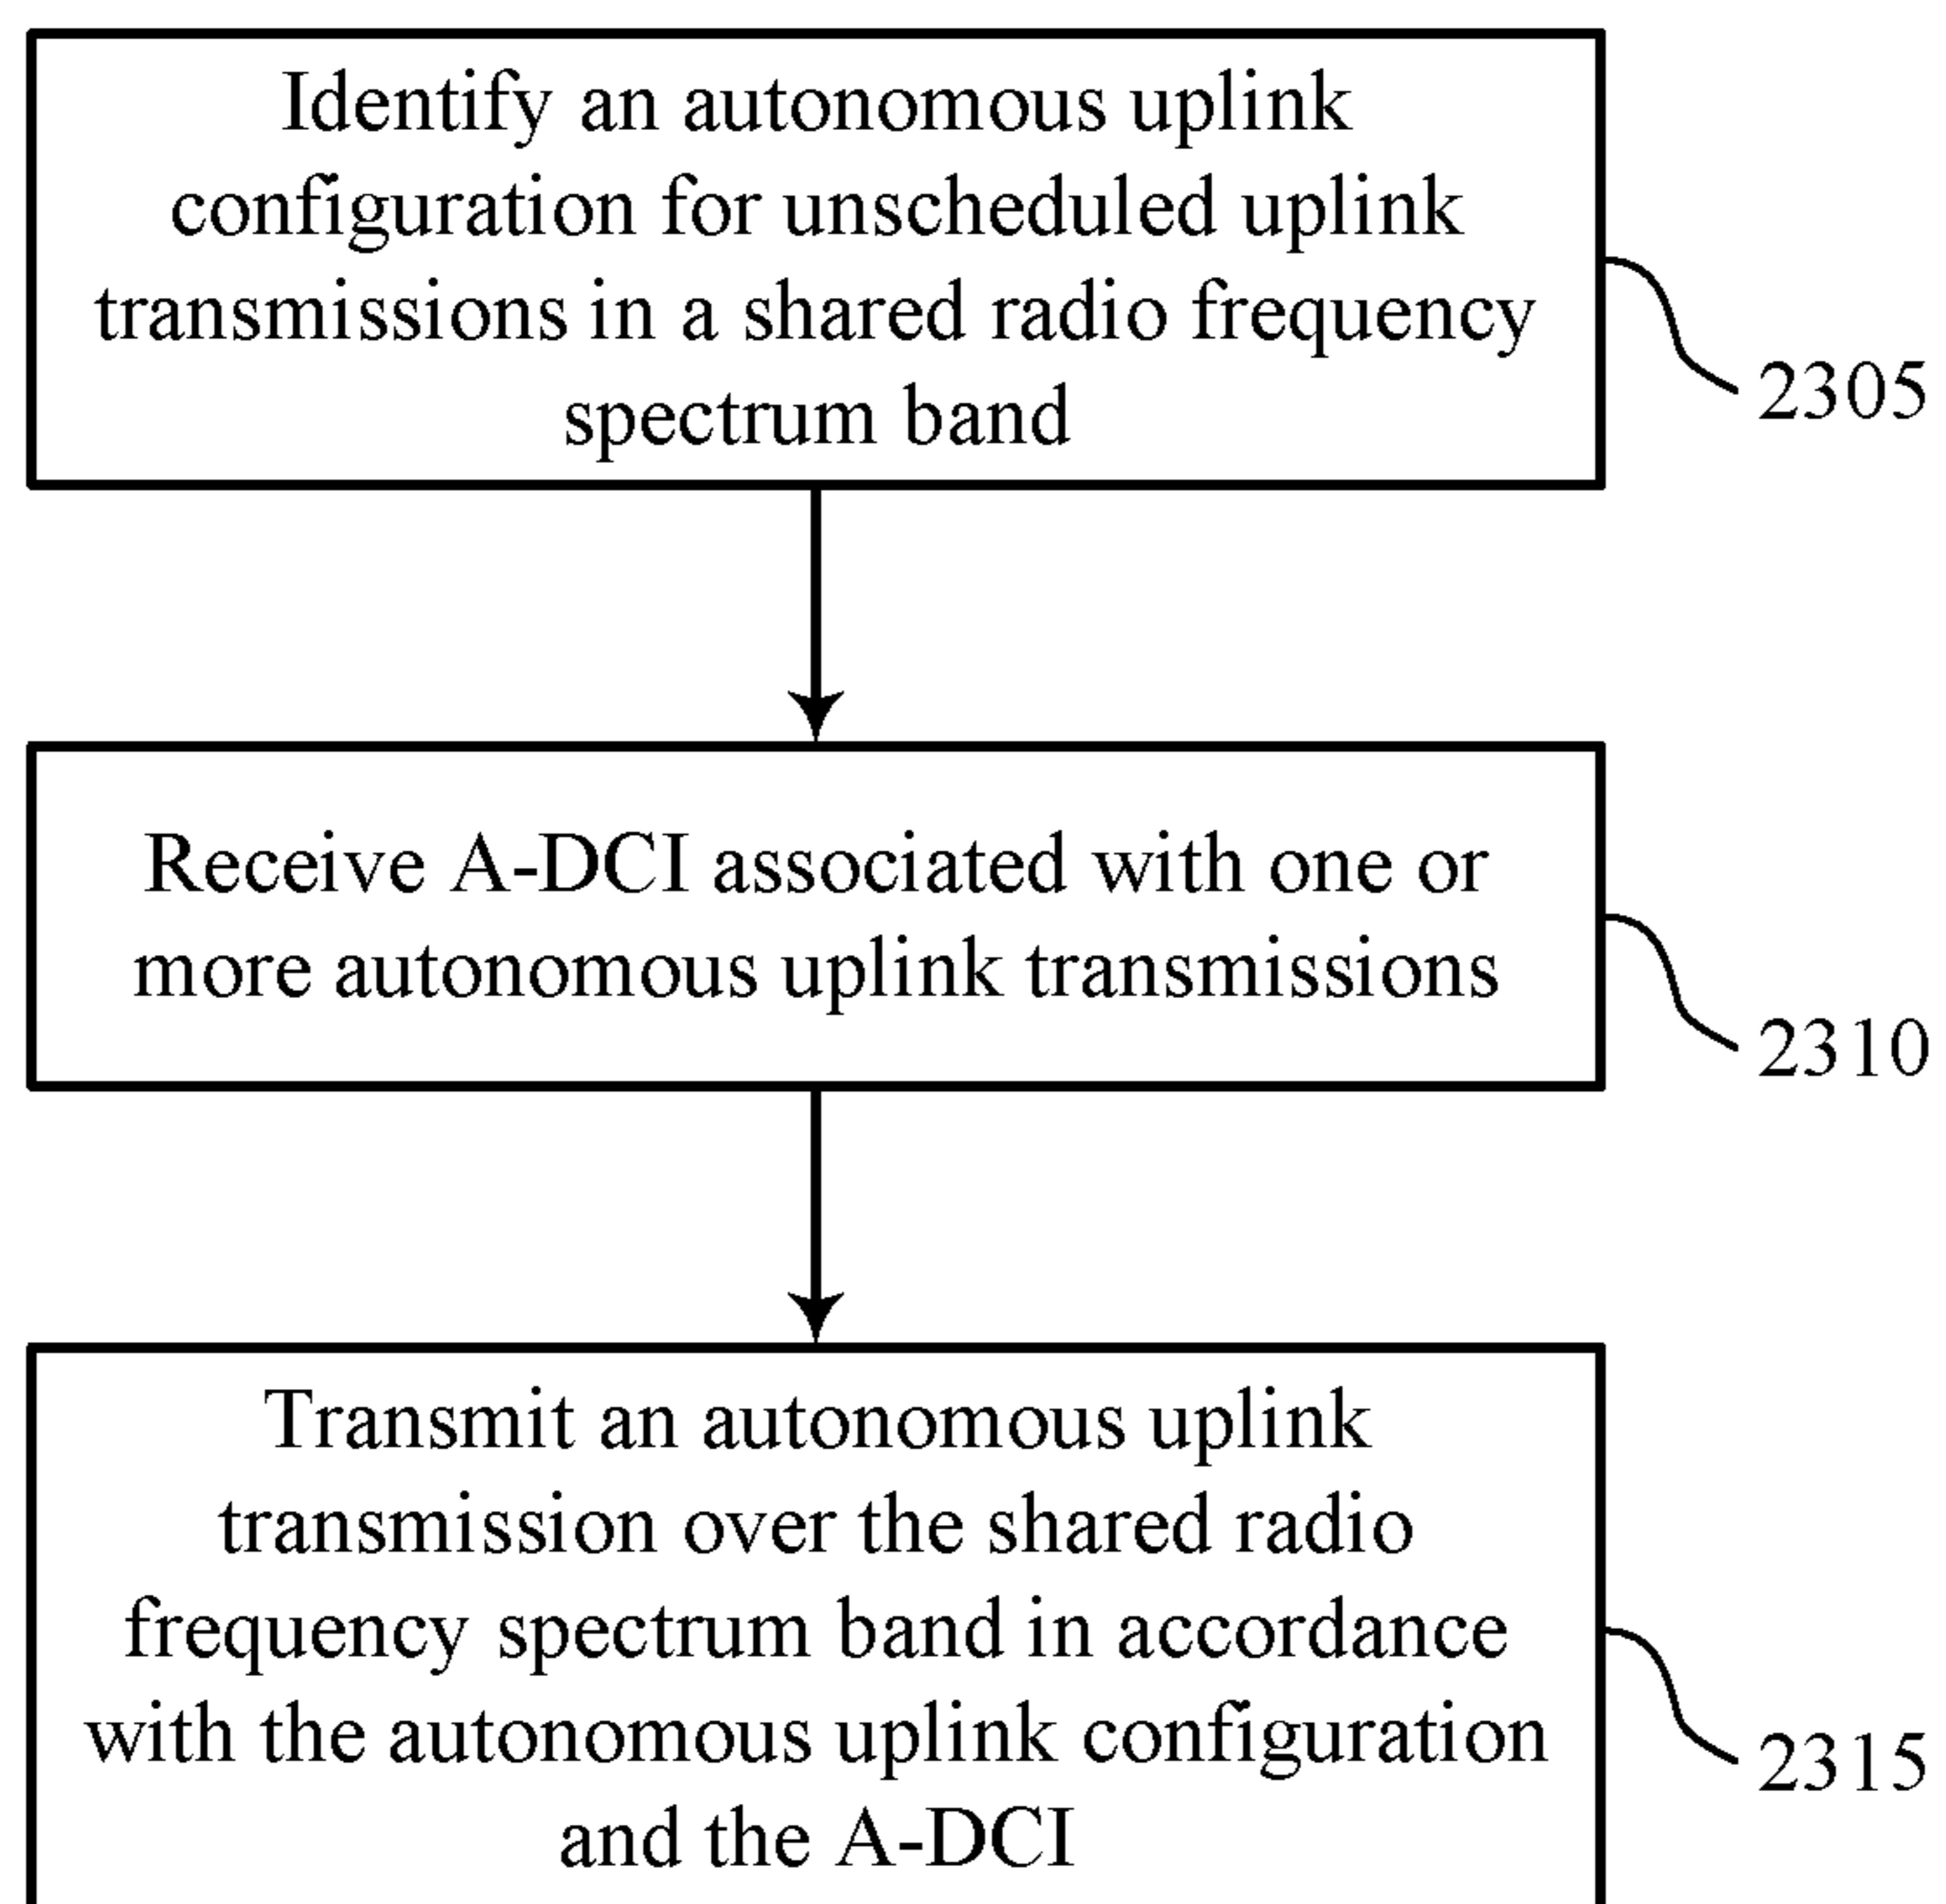 Identify an autonomous uplink
configuration for unscheduled uplink
transmissions in a shared radio frequency
spectrum band
2305
Receive A-DCI associated with one or
more autonomous uplink transmissions
2310
Transmit an autonomous uplink
transmission over the shared radio
frequency spectrum band in accordance
with the autonomous uplink configuration
and the A-DCI
2315